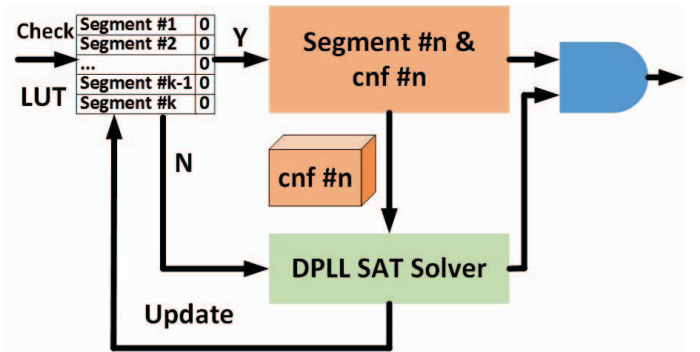 Check
LUT
Segment #1 0
Segment #2 0
... 0
Segment #k-1 0
Segment #k 0
Y
Segment #n &
cnf #n
N
cnf #n
DPLL SAT Solver
Update